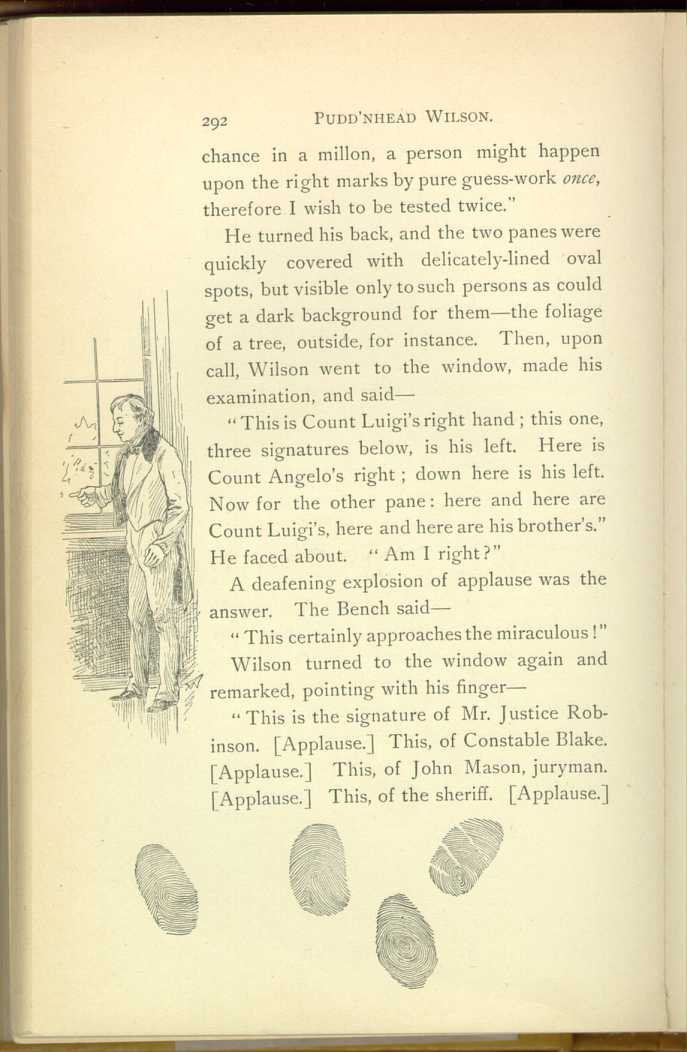 292 PUDD'NHEAD WILSON.
chance in a millon, a person might happen
upon the right marks by pure guess-work once,
therefore I wish to be tested twice."
He turned his back, and the two panes were
quickly covered with delicately-lined oval
spots, but visible only to such persons as could
get a dark background for them—the foliage
of a tree, outside, for instance. Then, upon
call, Wilson went to the window, made his
examination, and said—
"This is Count Luigi's right hand; this one,
three signatures below, is his left. Here is
Count Angelo's right; down here is his left.
Now for the other pane: here and here are
Count Luigi's, here and here are his brother's."
He faced about. "Am I right?"
A deafening explosion of applause was the
answer. The Bench said—
"This certainly approaches the miraculous!"
Wilson turned to the window again and
remarked, pointing with his finger—
"This is the signature of Mr. Justice Rob-
inson. [Applause.] This, of Constable Blake.
[Applause.] This, of John Mason, juryman.
[Applause.] This, of the sheriff. [Applause.]